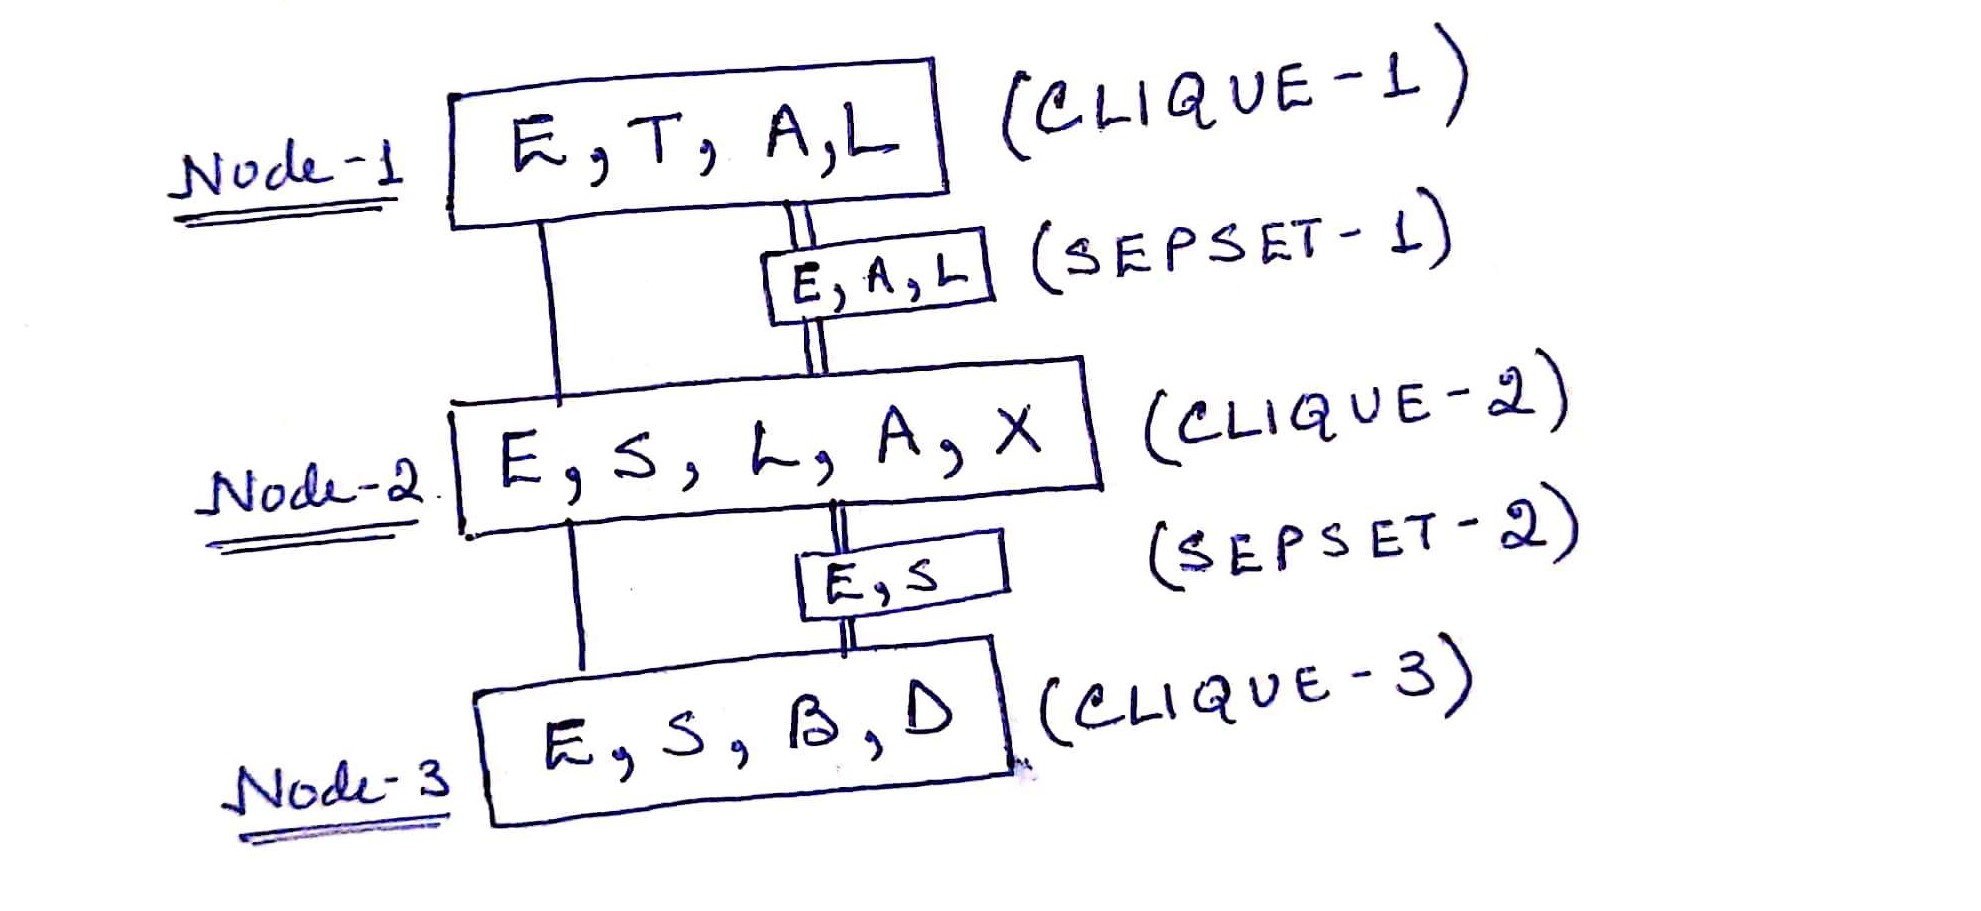 Node-1 E, T, A, L (CLIQUE-1)
E, A, L (SEPSET-1)
Node-2 E, S, L, A, X (CLIQUE-2)
E, S (SEPSET-2)
Node-3 E, S, B, D (CLIQUE-3)